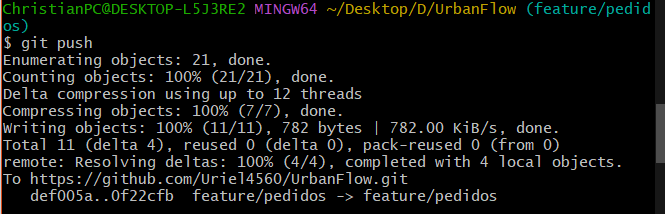 ChristianPC@DESKTOP-L5J3RE2 MINGW64 ~/Desktop/D/UrbanFlow (feature/pedid
os)
$ git push
Enumerating objects: 21, done.
Counting objects: 100% (21/21), done.
Delta compression using up to 12 threads
Compressing objects: 100% (7/7), done.
Writing objects: 100% (11/11), 782 bytes | 782.00 KiB/s, done.
Total 11 (delta 4), reused 0 (delta 0), pack-reused 0 (from 0)
remote: Resolving deltas: 100% (4/4), completed with 4 local objects.
To https://github.com/Uriel4560/UrbanFlow.git
   def005a..0f22cfb  feature/pedidos -> feature/pedidos